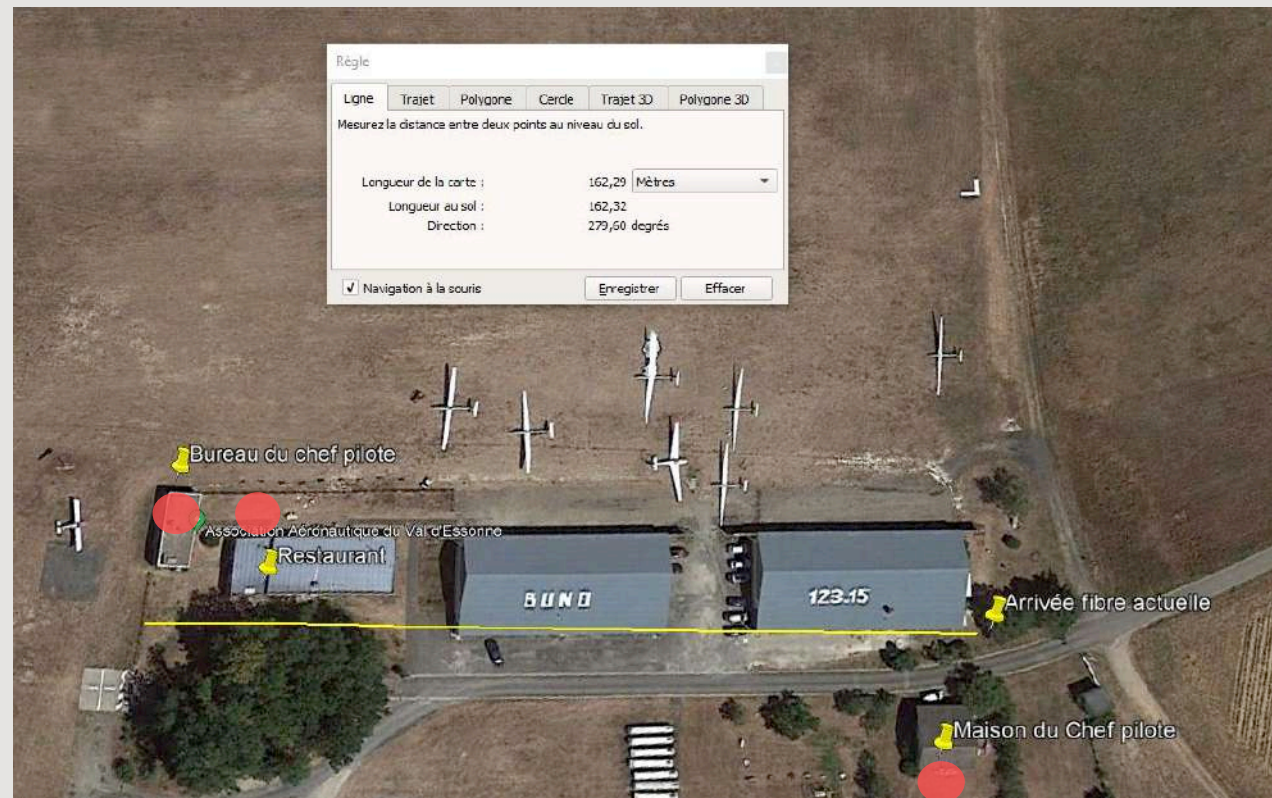 Règle
Ligne Trajet Polygone Cercle Trajet 3D Polygone 3D
Mesurez la distance entre deux points au niveau du sol.
Longueur de la carte : 162,29 Mètres
Longueur au sol : 162,32
Direction : 279,60 degrés
Navigation à la souris Enregistrer Effacer
Bureau du chef pilote
Association Aéronautique du Val d'Essonne
Restaurant
BUNO
123.15
Arrivée fibre actuelle
Maison du Chef pilote